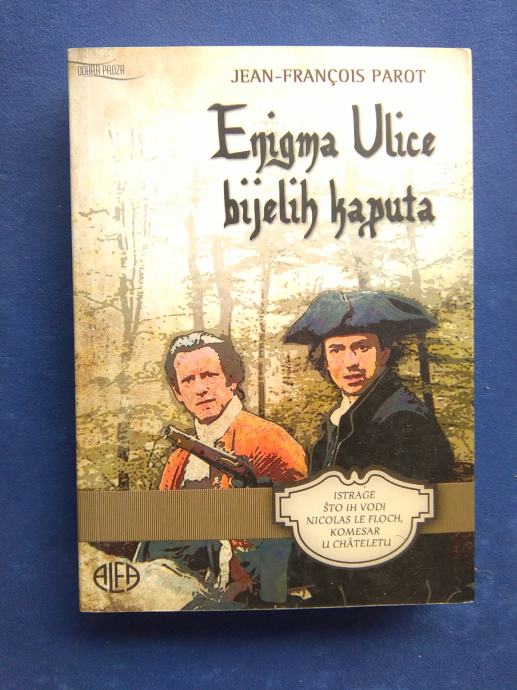 DOBRA PROZA
JEAN-FRANÇOIS PAROT
Enigma Ulice
bijelih kaputa
ISTRAGE
ŠTO IH VODI
NICOLAS LE FLOCH,
KOMESAR
U CHÂTELETU
ALFA